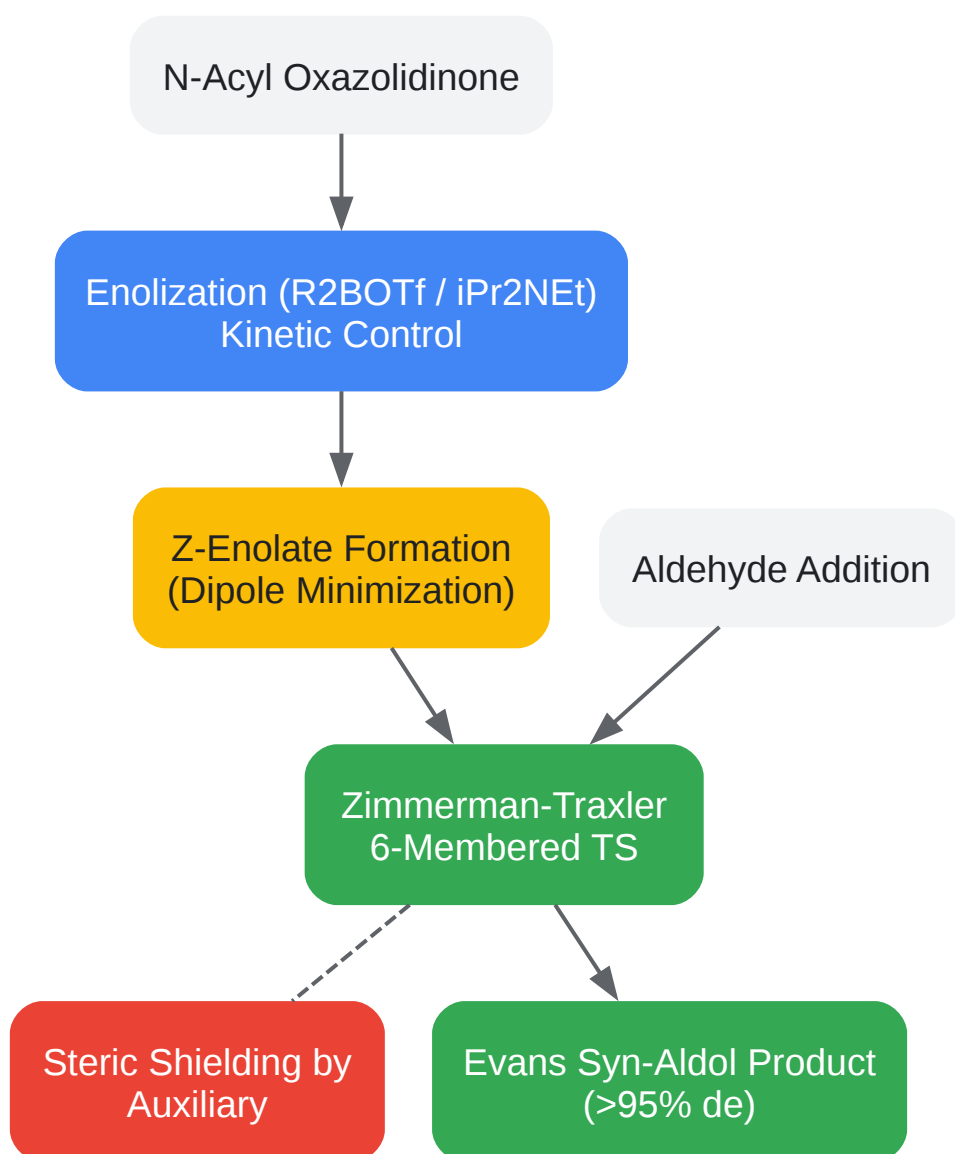 N-Acyl Oxazolidinone
Enolization (R2BOTf / iPr2NEt)
Kinetic Control
Z-Enolate Formation
(Dipole Minimization)
Aldehyde Addition
Zimmerman-Traxler
6-Membered TS
Steric Shielding by
Auxiliary
Evans Syn-Aldol Product
(>95% de)